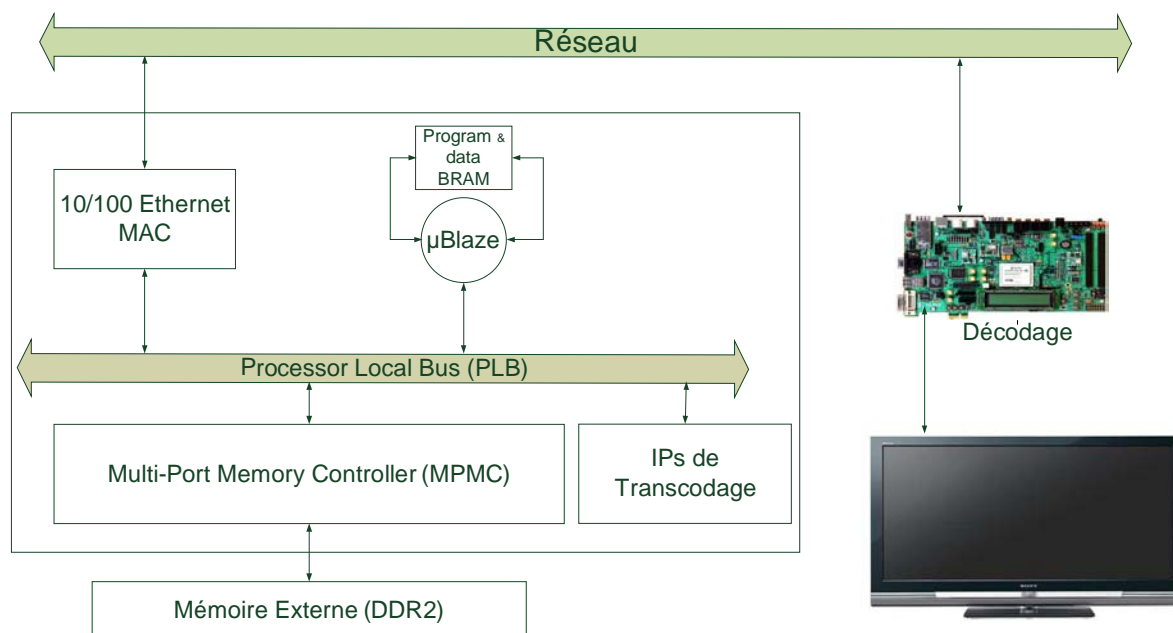 Réseau
Program &
data
BRAM
10/100 Ethernet
MAC
µBlaze
Décodage
Processor Local Bus (PLB)
Multi-Port Memory Controller (MPMC)
IPs de
Transcodage
SONY
Mémoire Externe (DDR2)